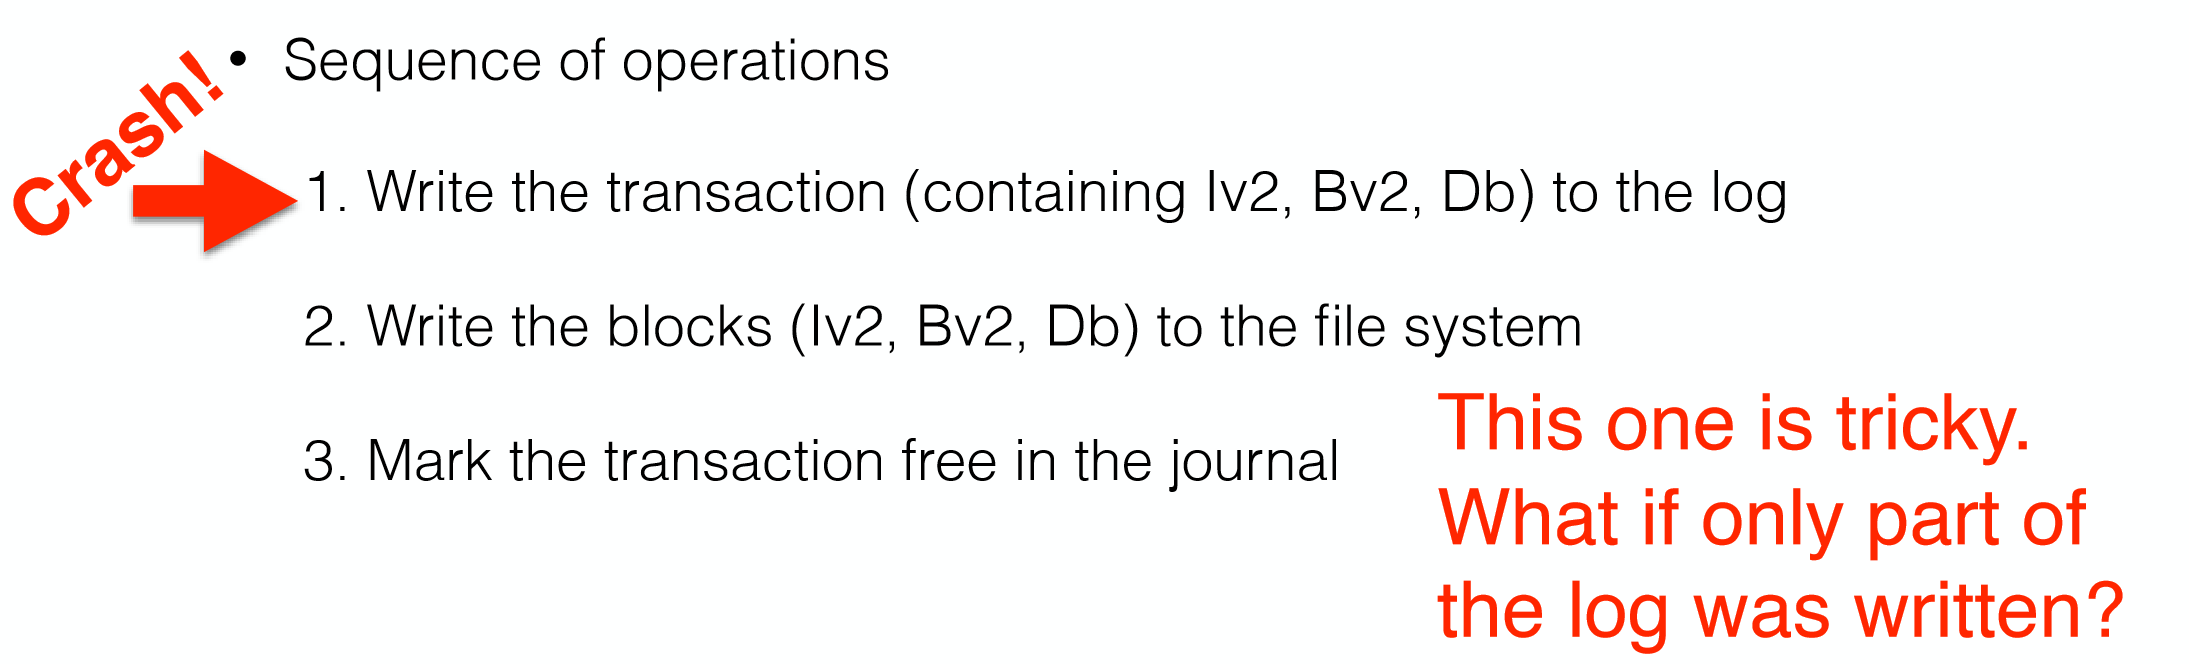 Crash!
• Sequence of operations
1. Write the transaction (containing Iv2, Bv2, Db) to the log
2. Write the blocks (Iv2, Bv2, Db) to the file system
3. Mark the transaction free in the journal
This one is tricky.
What if only part of
the log was written?